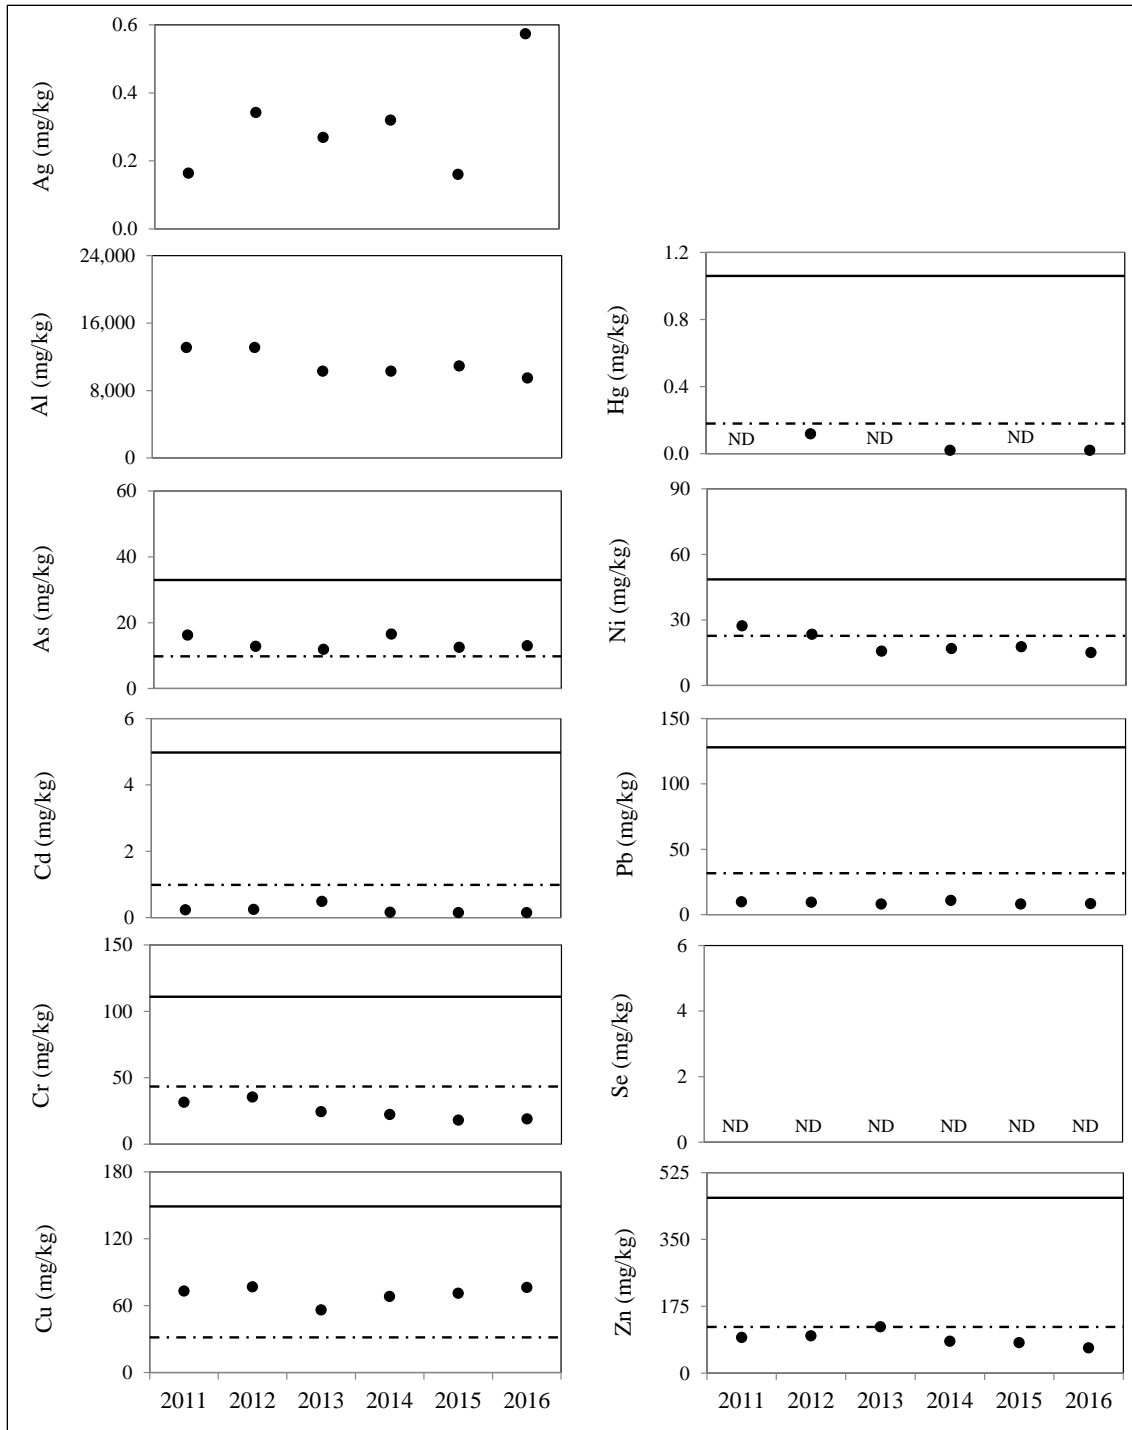 Ag (mg/kg)
0.6
0.4
0.2
0.0
Al (mg/kg)
24,000
16,000
8,000
0
As (mg/kg)
60
40
20
0
Cd (mg/kg)
6
4
2
0
Cr (mg/kg)
150
100
50
0
Cu (mg/kg)
180
120
60
0
2011 2012 2013 2014 2015 2016
Hg (mg/kg)
1.2
0.8
0.4
0.0
ND ND ND
Ni (mg/kg)
90
60
30
0
Pb (mg/kg)
150
100
50
0
Se (mg/kg)
6
4
2
0
ND ND ND ND ND ND
Zn (mg/kg)
525
350
175
0
2011 2012 2013 2014 2015 2016